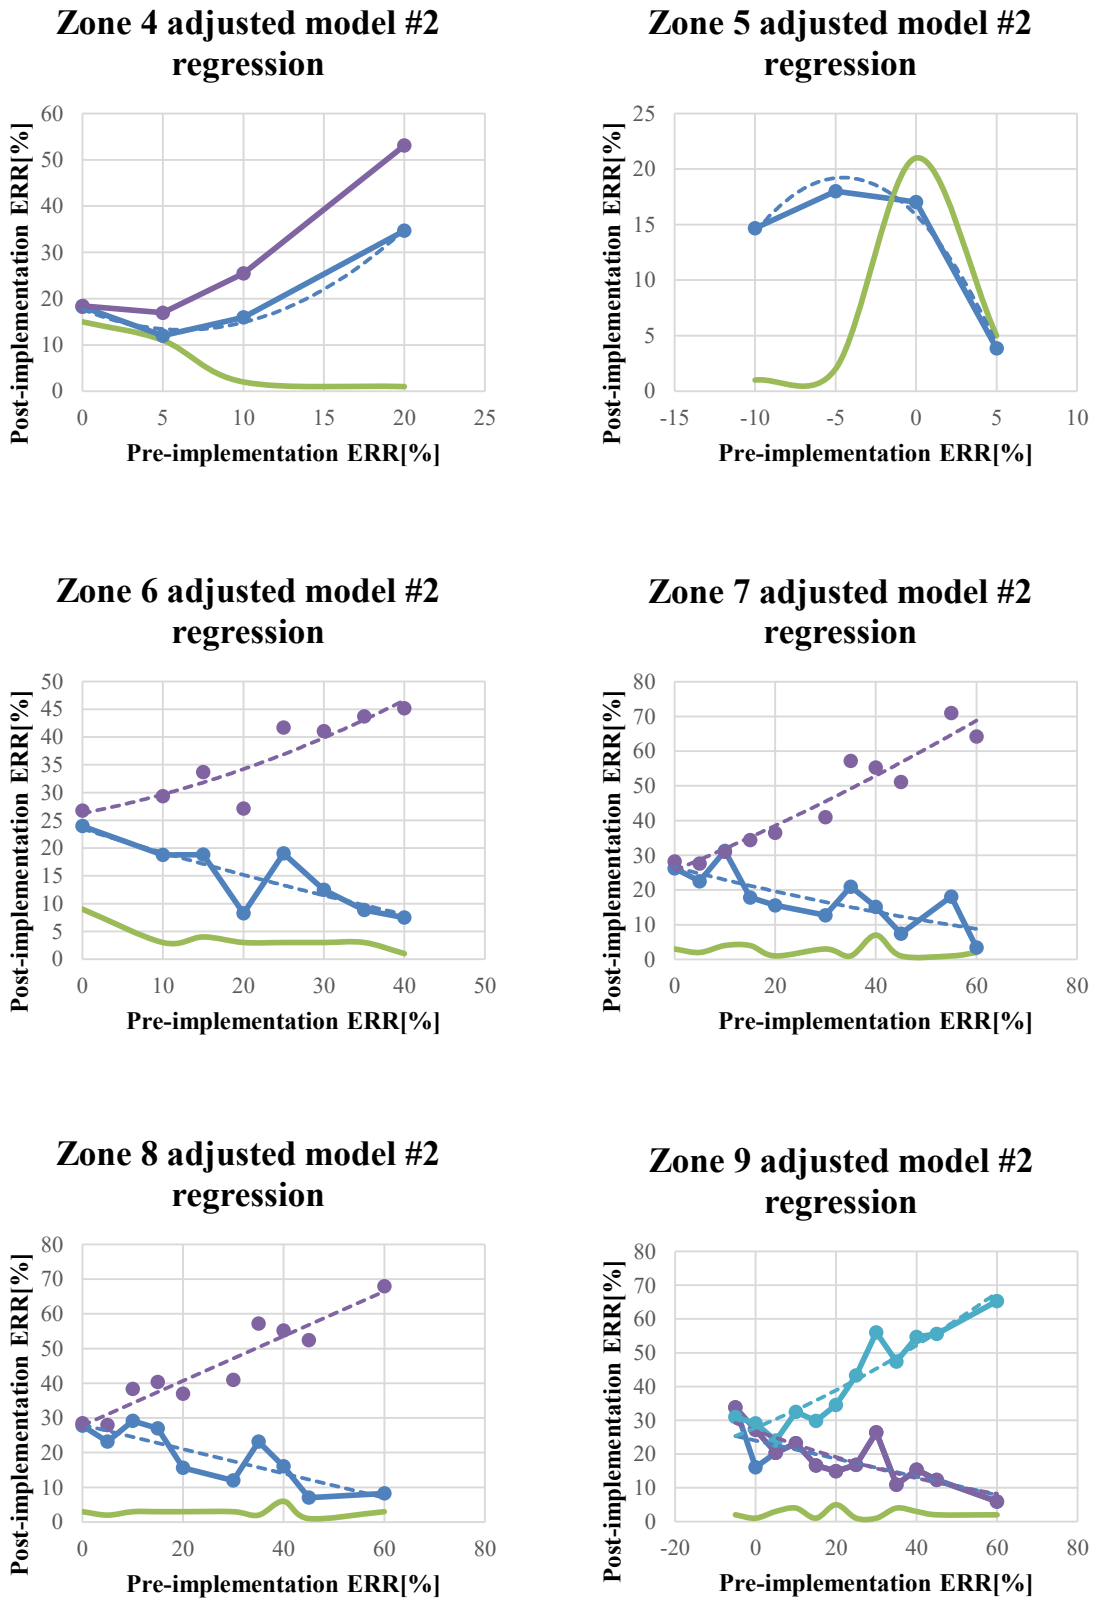 Zone 4 adjusted model #2
regression
Post-implementation ERR[%]
60
50
40
30
20
10
0
0 5 10 15 20 25
Pre-implementation ERR[%]
Zone 5 adjusted model #2
regression
Post-implementation ERR[%]
25
20
15
10
5
0
-15 -10 -5 0 5 10
Pre-implementation ERR[%]
Zone 6 adjusted model #2
regression
Post-implementation ERR[%]
50
45
40
35
30
25
20
15
10
5
0
0 10 20 30 40 50
Pre-implementation ERR[%]
Zone 7 adjusted model #2
regression
Post-implementation ERR[%]
80
70
60
50
40
30
20
10
0
0 20 40 60 80
Pre-implementation ERR[%]
Zone 8 adjusted model #2
regression
Post-implementation ERR[%]
80
70
60
50
40
30
20
10
0
0 20 40 60 80
Pre-implementation ERR[%]
Zone 9 adjusted model #2
regression
Post-implementation ERR[%]
80
70
60
50
40
30
20
10
0
-20 0 20 40 60 80
Pre-implementation ERR[%]